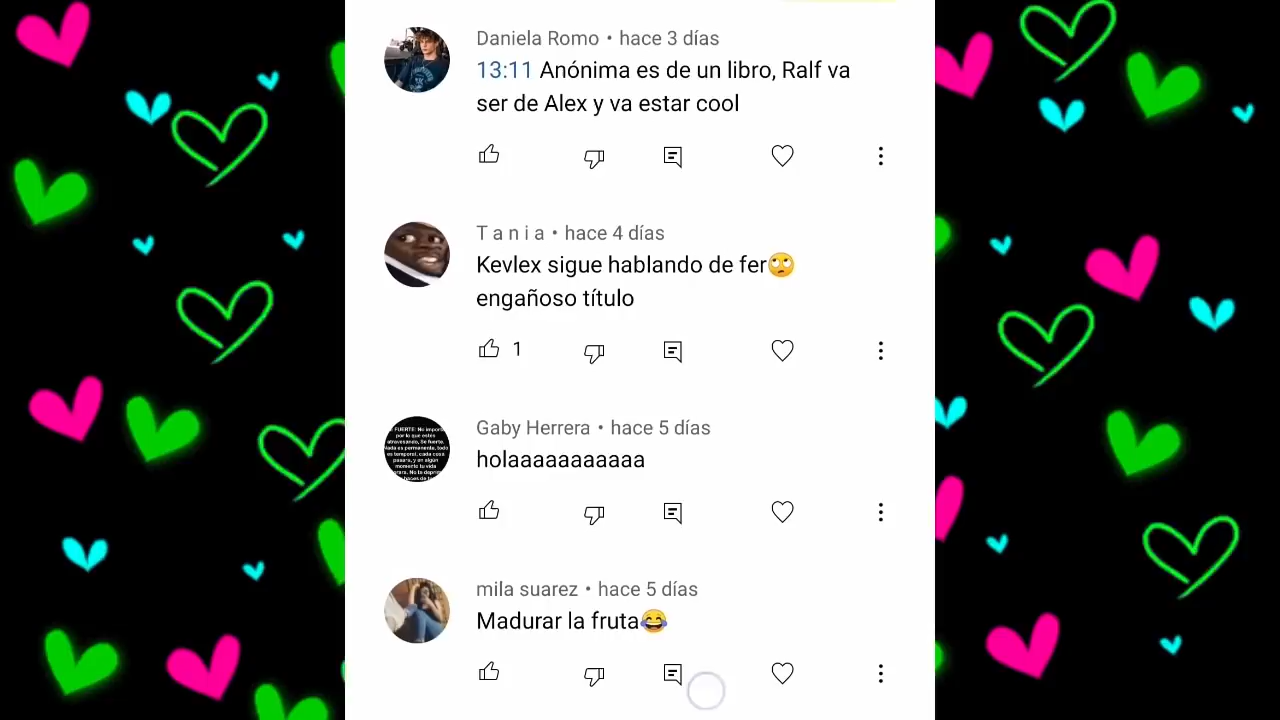 Daniela Romo • hace 3 días
13:11 Anónima es de un libro, Ralf va
ser de Alex y va estar cool
T a n i a • hace 4 días
Kevlex sigue hablando de fer🙄
engañoso título
1
Gaby Herrera • hace 5 días
holaaaaaaaaaaa
mila suarez • hace 5 días
Madurar la fruta😂